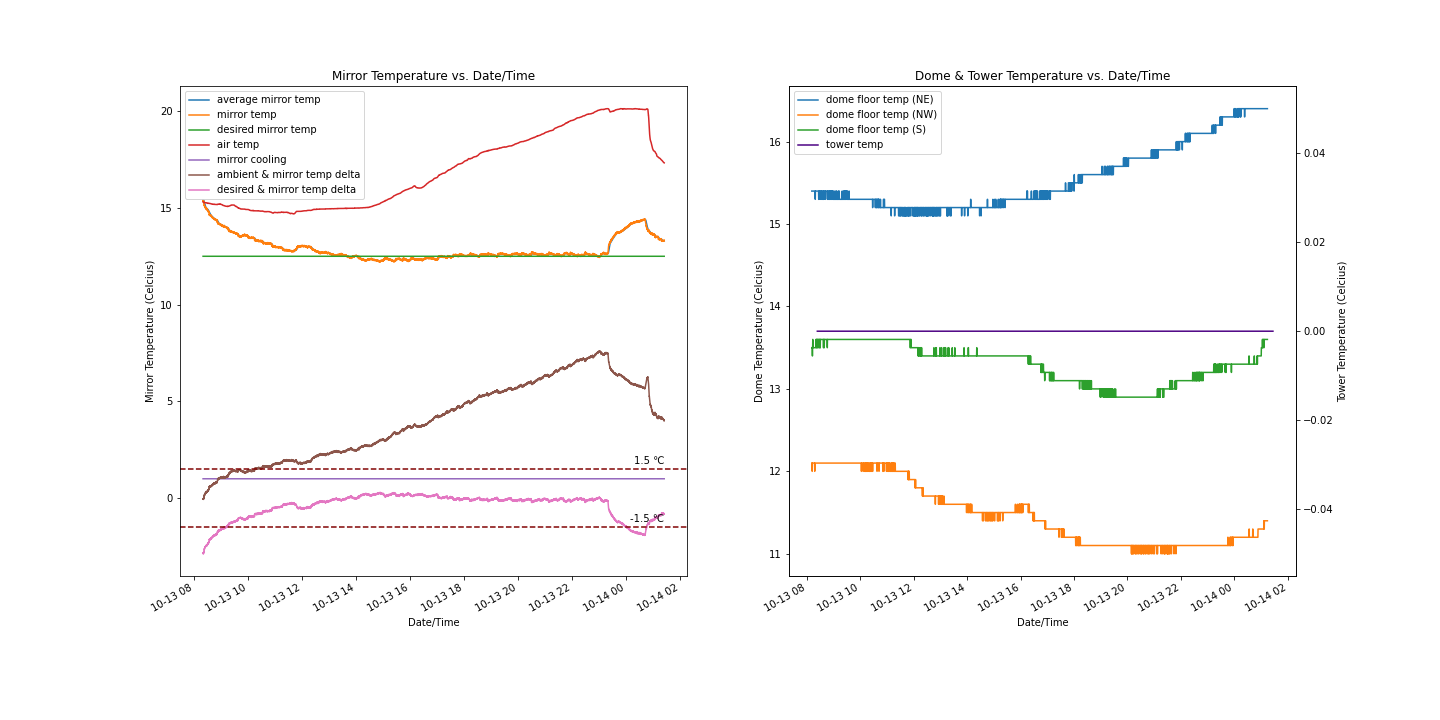 Mirror Temperature vs. Date/Time
average mirror temp
mirror temp
desired mirror temp
air temp
mirror cooling
ambient & mirror temp delta
desired & mirror temp delta
20
15
10
5
0
Mirror Temperature (Celcius)
1.5 °C
-1.5 °C
10-13 08
10-13 10
10-13 12
10-13 14
10-13 16
10-13 18
10-13 20
10-13 22
10-14 00
10-14 02
Date/Time
Dome & Tower Temperature vs. Date/Time
dome floor temp (NE)
dome floor temp (NW)
dome floor temp (S)
tower temp
16
15
14
13
12
11
Dome Temperature (Celcius)
0.04
0.02
0.00
−0.02
−0.04
Tower Temperature (Celcius)
10-13 08
10-13 10
10-13 12
10-13 14
10-13 16
10-13 18
10-13 20
10-13 22
10-14 00
10-14 02
Date/Time